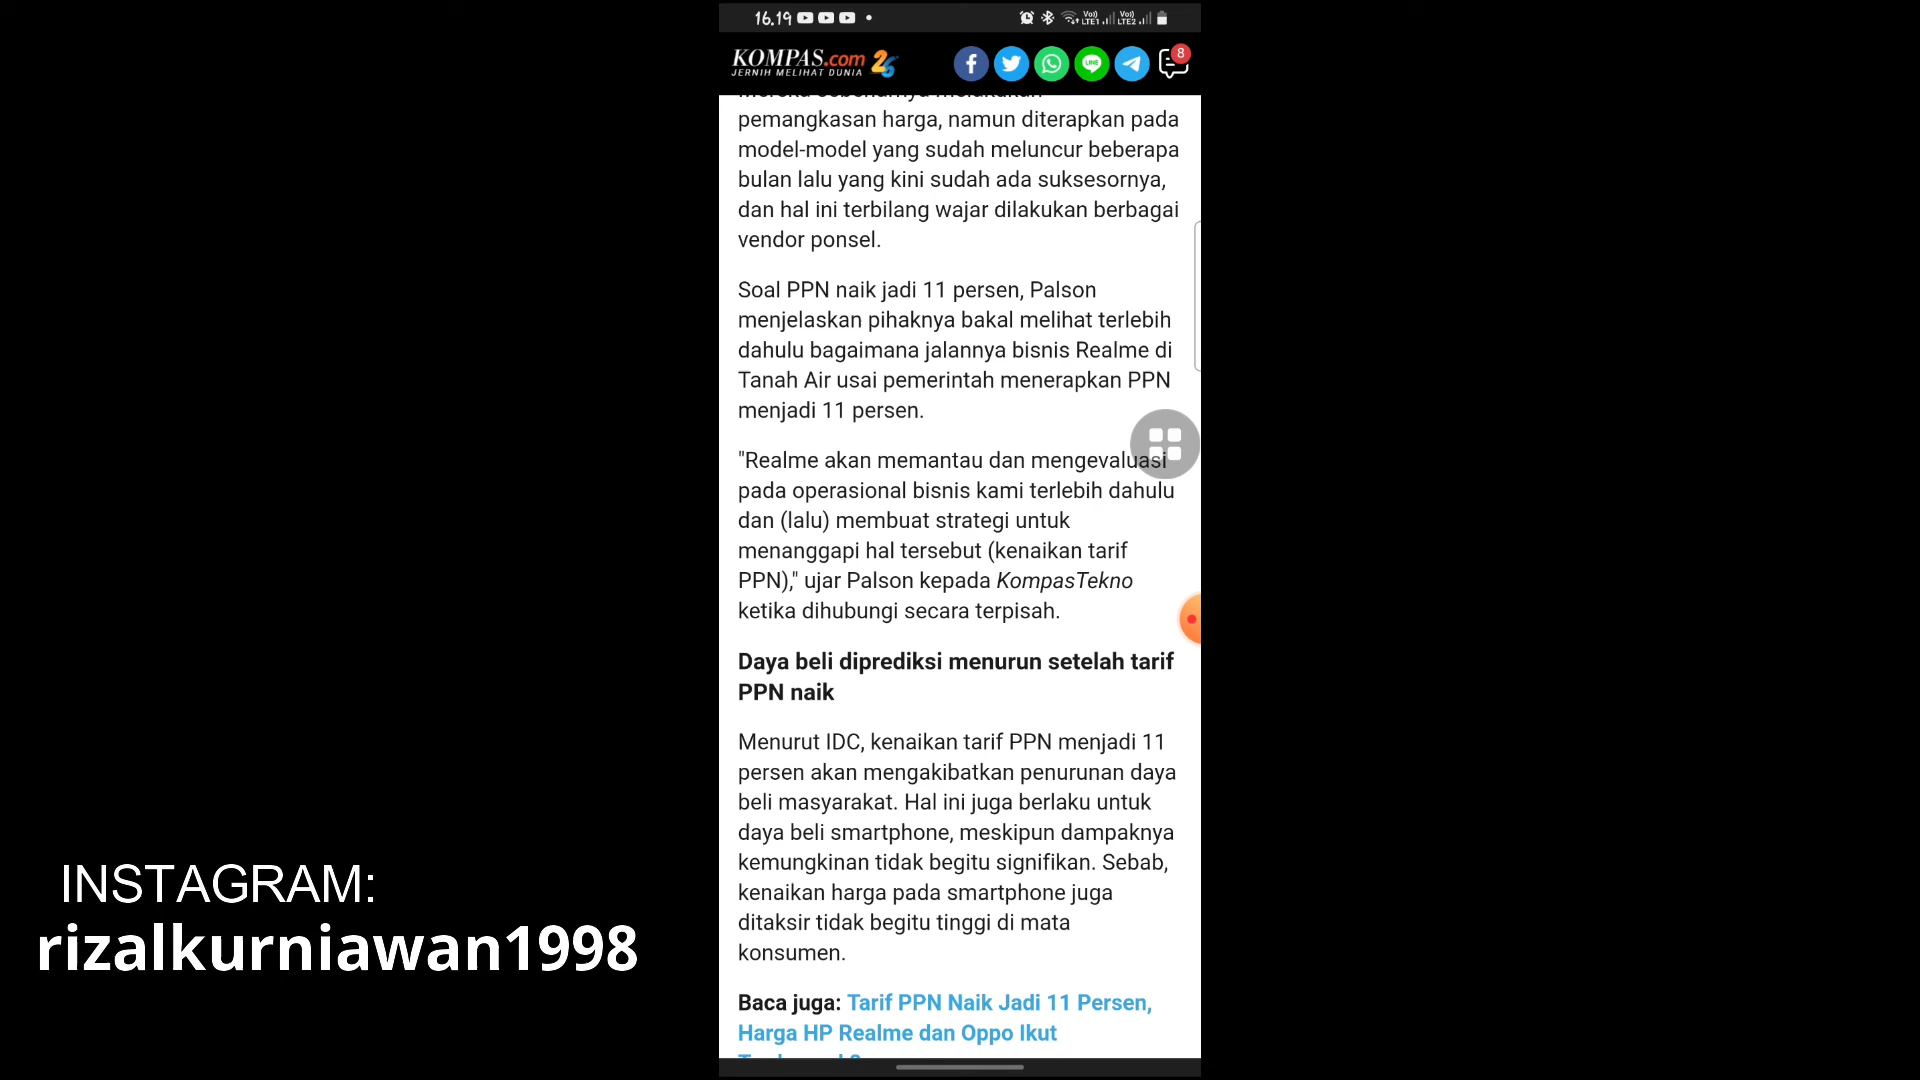 16.19
Vo)) LTE1 Vo)) LTE2
KOMPAS.com 26
JERNIH MELIHAT DUNIA
LINE
8
pemangkasan harga, namun diterapkan pada
model-model yang sudah meluncur beberapa
bulan lalu yang kini sudah ada suksesornya,
dan hal ini terbilang wajar dilakukan berbagai
vendor ponsel.
Soal PPN naik jadi 11 persen, Palson
menjelaskan pihaknya bakal melihat terlebih
dahulu bagaimana jalannya bisnis Realme di
Tanah Air usai pemerintah menerapkan PPN
menjadi 11 persen.
"Realme akan memantau dan mengevaluasi
pada operasional bisnis kami terlebih dahulu
dan (lalu) membuat strategi untuk
menanggapi hal tersebut (kenaikan tarif
PPN)," ujar Palson kepada KompasTekno
ketika dihubungi secara terpisah.
Daya beli diprediksi menurun setelah tarif
PPN naik
Menurut IDC, kenaikan tarif PPN menjadi 11
persen akan mengakibatkan penurunan daya
beli masyarakat. Hal ini juga berlaku untuk
daya beli smartphone, meskipun dampaknya
kemungkinan tidak begitu signifikan. Sebab,
kenaikan harga pada smartphone juga
ditaksir tidak begitu tinggi di mata
konsumen.
Baca juga: Tarif PPN Naik Jadi 11 Persen,
Harga HP Realme dan Oppo Ikut
INSTAGRAM:
rizalkurniawan1998